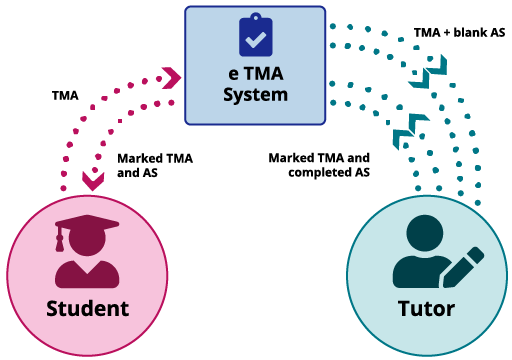 TMA + blank AS
e TMA
System
TMA
Marked TMA
and AS
Marked TMA and
completed AS
Student
Tutor